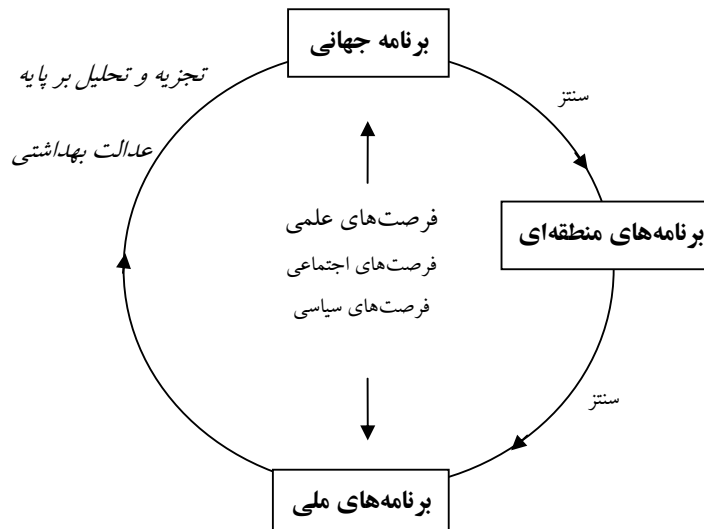 برنامه جهانی
تجزیه و تحلیل بر پایه
عدالت بهداشتی
سنتز
برنامه‌های منطقه‌ای
فرصت‌های علمی
فرصت‌های اجتماعی
فرصت‌های سیاسی
سنتز
برنامه‌های ملی